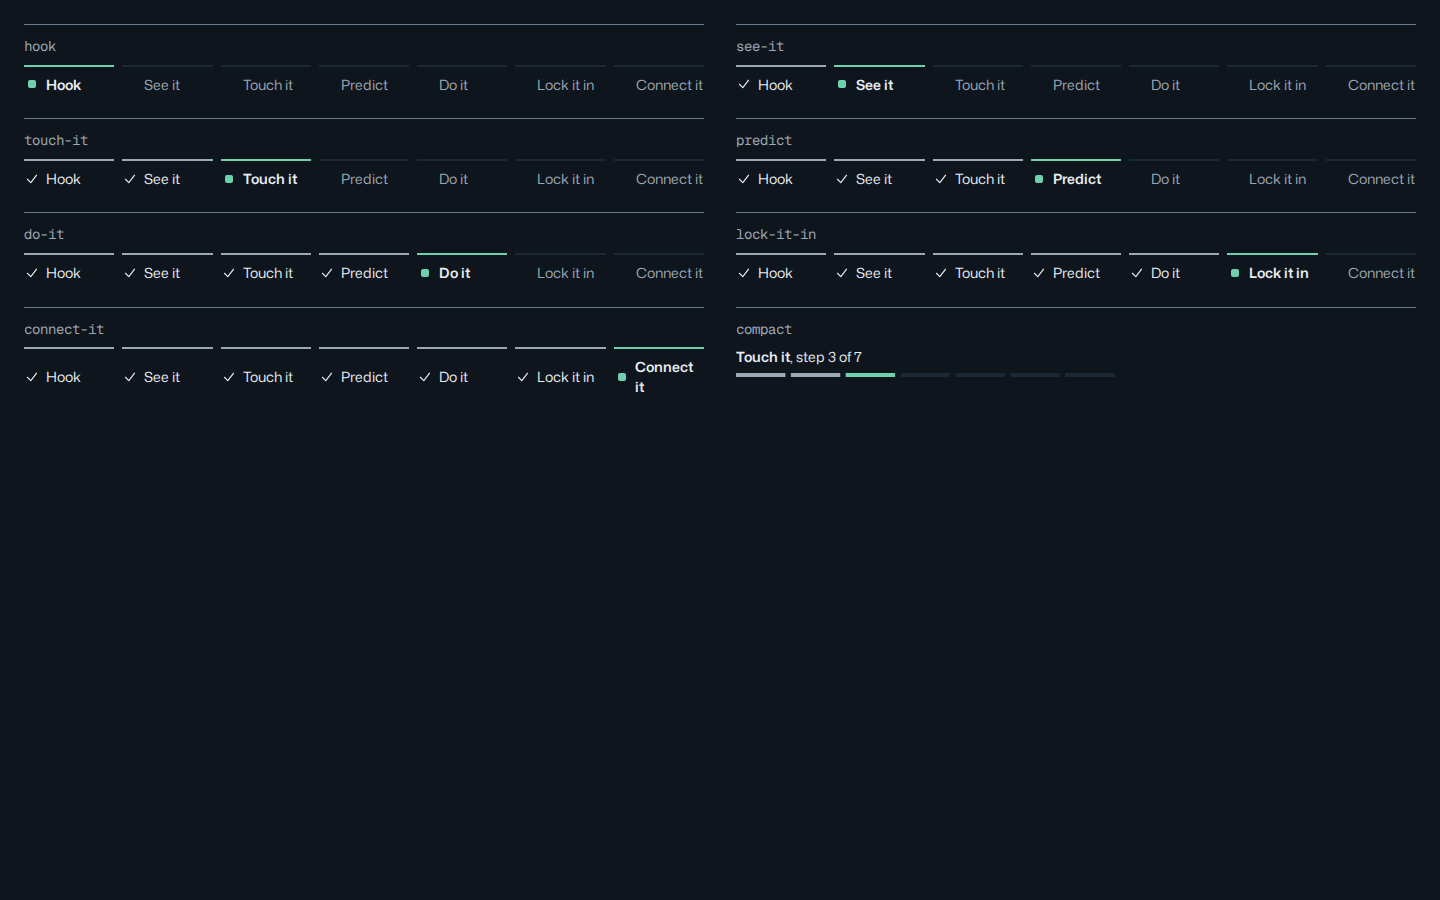 hook
Hook See it Touch it Predict Do it Lock it in Connect it
see-it
Hook See it Touch it Predict Do it Lock it in Connect it
touch-it
Hook See it Touch it Predict Do it Lock it in Connect it
predict
Hook See it Touch it Predict Do it Lock it in Connect it
do-it
Hook See it Touch it Predict Do it Lock it in Connect it
lock-it-in
Hook See it Touch it Predict Do it Lock it in Connect it
connect-it
Hook See it Touch it Predict Do it Lock it in Connect
it
compact
Touch it, step 3 of 7